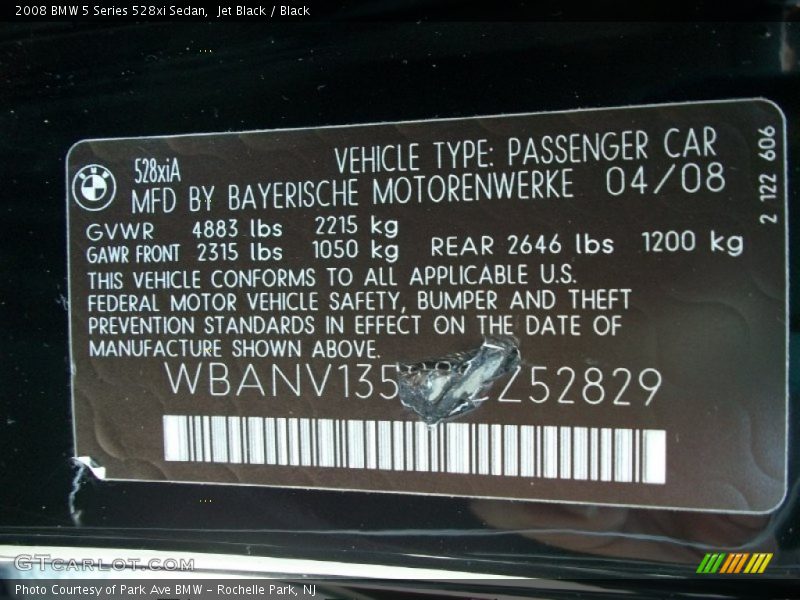 2008 BMW 5 Series 528xi Sedan,  Jet Black / Black
528xiA
VEHICLE TYPE: PASSENGER CAR
MFD BY BAYERISCHE MOTORENWERKE 04/08
GVWR 4883 lbs 2215 kg
GAWR FRONT 2315 lbs 1050 kg REAR 2646 lbs 1200 kg
THIS VEHICLE CONFORMS TO ALL APPLICABLE U.S.
FEDERAL MOTOR VEHICLE SAFETY, BUMPER AND THEFT
PREVENTION STANDARDS IN EFFECT ON THE DATE OF
MANUFACTURE SHOWN ABOVE.
WBANV135 Z52829
2 122 606
GTCarLot.com
Photo Courtesy of Park Ave BMW - Rochelle Park, NJ